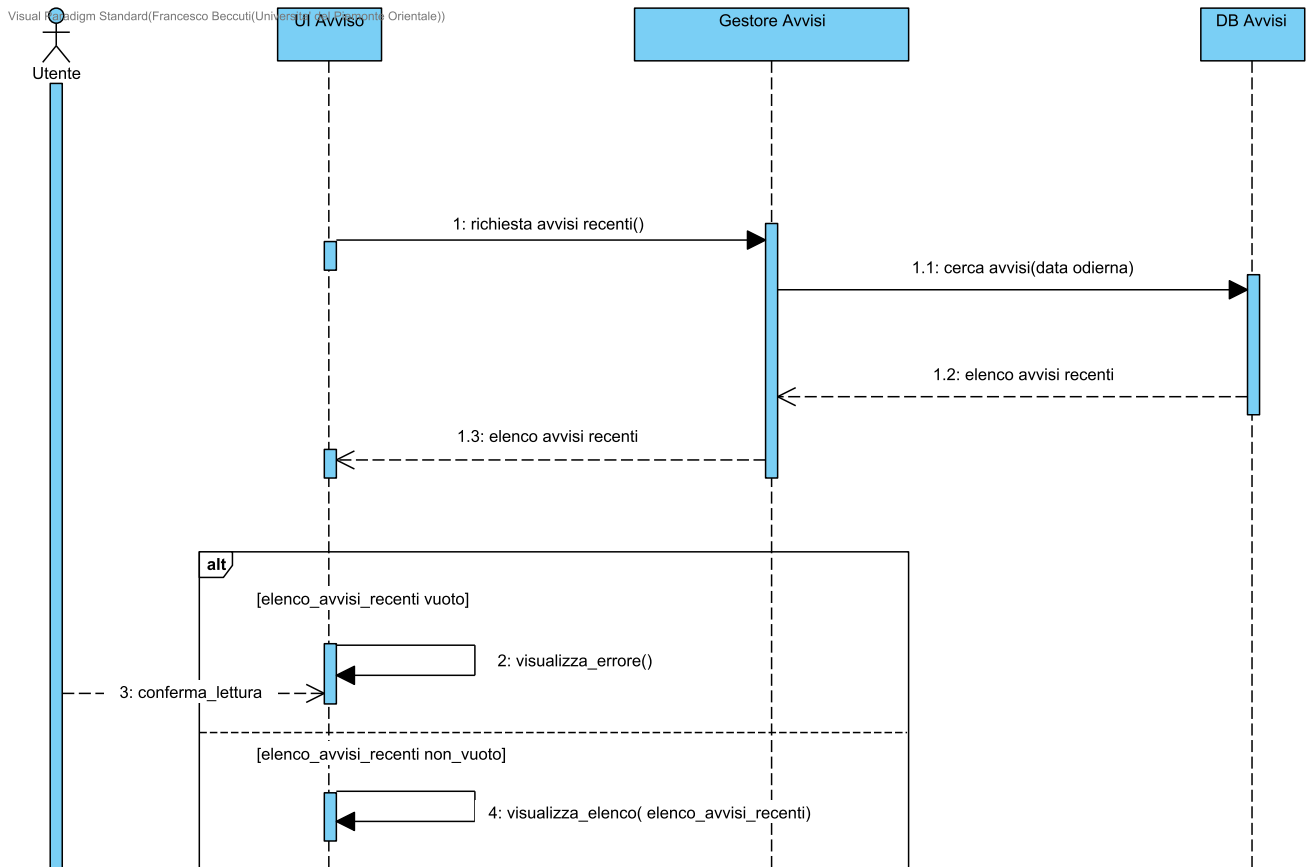 Visual Paradigm Standard(Francesco Beccuti(Universita' del Piemonte Orientale))
Utente
UI Avviso
Gestore Avvisi
DB Avvisi
1: richiesta avvisi recenti()
1.1: cerca avvisi(data odierna)
1.2: elenco avvisi recenti
1.3: elenco avvisi recenti
alt
[elenco_avvisi_recenti vuoto]
2: visualizza_errore()
3: conferma_lettura
[elenco_avvisi_recenti non_vuoto]
4: visualizza_elenco( elenco_avvisi_recenti)